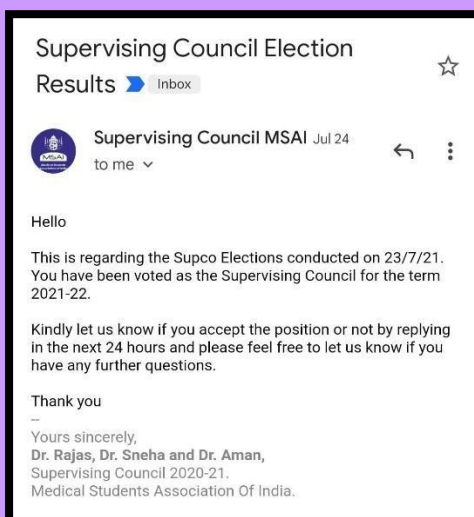 Supervising Council Election
Results Inbox
Supervising Council MSAI Jul 24
to me
MSAI
Hello
This is regarding the Supco Elections conducted on 23/7/21.
You have been voted as the Supervising Council for the term
2021-22.
Kindly let us know if you accept the position or not by replying
in the next 24 hours and please feel free to let us know if you
have any further questions.
Thank you
--
Yours sincerely,
Dr. Rajas, Dr. Sneha and Dr. Aman,
Supervising Council 2020-21.
Medical Students Association Of India.